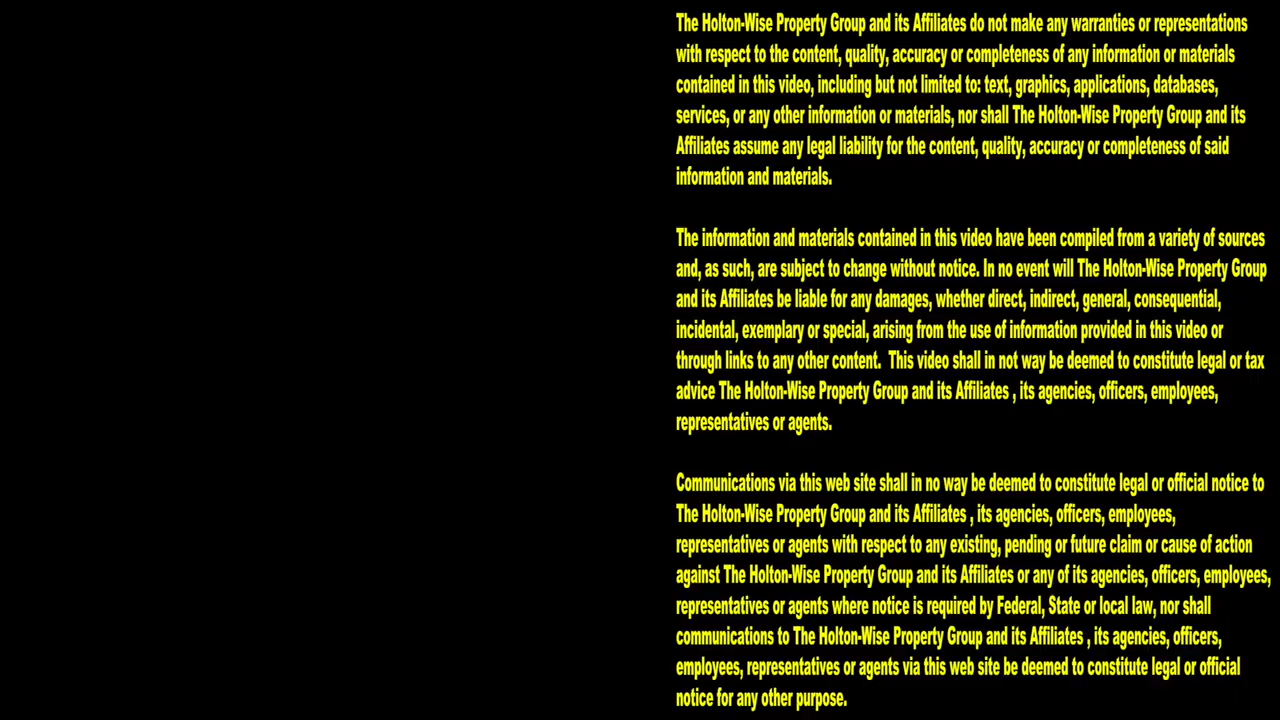 The Holton-Wise Property Group and its Affiliates do not make any warranties or representations
with respect to the content, quality, accuracy or completeness of any information or materials
contained in this video, including but not limited to: text, graphics, applications, databases,
services, or any other information or materials, nor shall The Holton-Wise Property Group and its
Affiliates assume any legal liability for the content, quality, accuracy or completeness of said
information and materials.
The information and materials contained in this video have been compiled from a variety of sources
and, as such, are subject to change without notice. In no event will The Holton-Wise Property Group
and its Affiliates be liable for any damages, whether direct, indirect, general, consequential,
incidental, exemplary or special, arising from the use of information provided in this video or
through links to any other content.  This video shall in not way be deemed to constitute legal or tax
advice The Holton-Wise Property Group and its Affiliates , its agencies, officers, employees,
representatives or agents.
Communications via this web site shall in no way be deemed to constitute legal or official notice to
The Holton-Wise Property Group and its Affiliates , its agencies, officers, employees,
representatives or agents with respect to any existing, pending or future claim or cause of action
against The Holton-Wise Property Group and its Affiliates or any of its agencies, officers, employees,
representatives or agents where notice is required by Federal, State or local law, nor shall
communications to The Holton-Wise Property Group and its Affiliates , its agencies, officers,
employees, representatives or agents via this web site be deemed to constitute legal or official
notice for any other purpose.